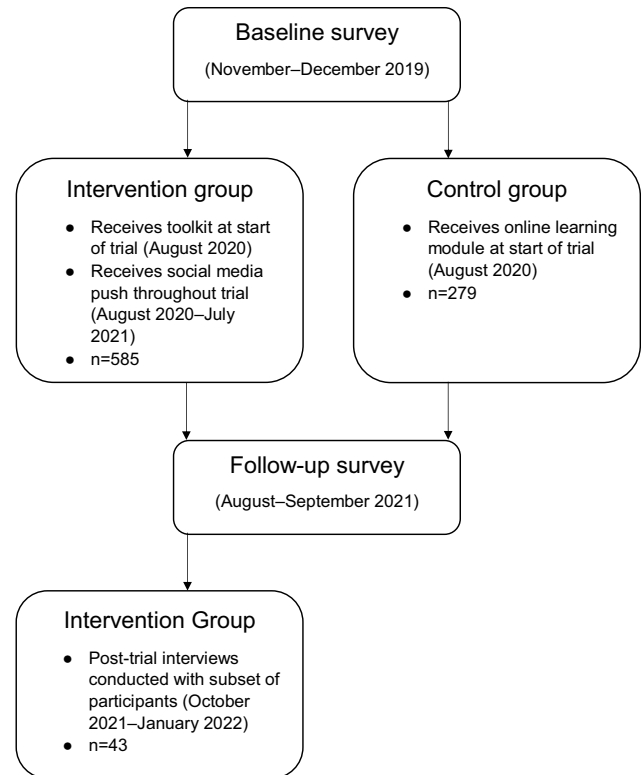 Baseline survey
(November–December 2019)
Intervention group
● Receives toolkit at start
of trial (August 2020)
● Receives social media
push throughout trial
(August 2020–July
2021)
● n=585
Control group
● Receives online learning
module at start of trial
(August 2020)
● n=279
Follow-up survey
(August–September 2021)
Intervention Group
● Post-trial interviews
conducted with subset of
participants (October
2021–January 2022)
● n=43